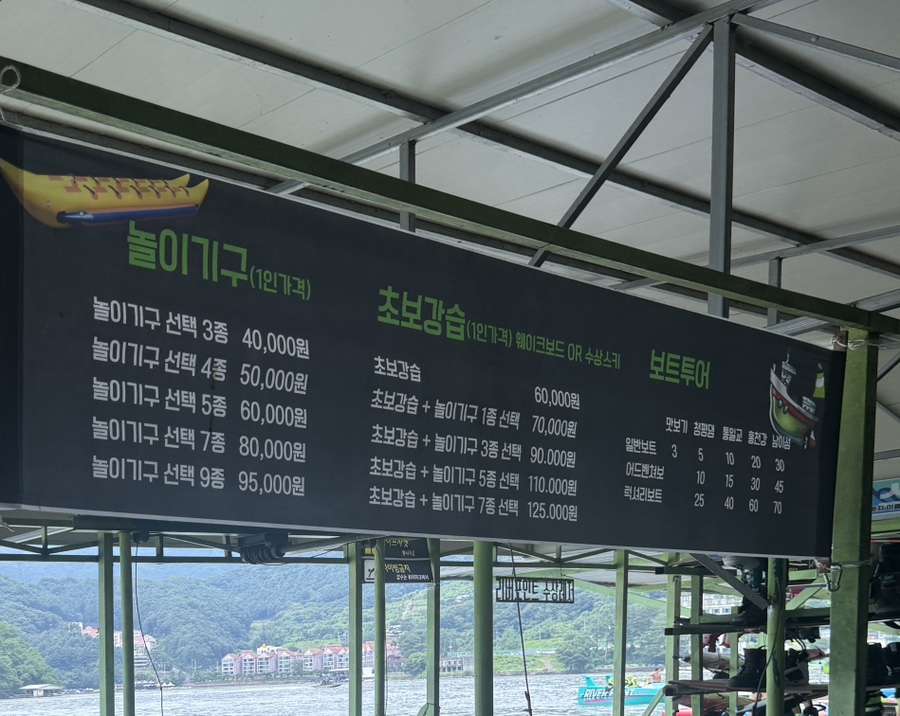 놀이기구(1인가격)
놀이기구 선택 3종 40,000원
놀이기구 선택 4종 50,000원
놀이기구 선택 5종 60,000원
놀이기구 선택 7종 80,000원
놀이기구 선택 9종 95,000원
초보강습(1인가격) 웨이크보드 OR 수상스키
초보강습 60,000원
초보강습 + 놀이기구 1종 선택 70,000원
초보강습 + 놀이기구 3종 선택 90.000원
초보강습 + 놀이기구 5종 선택 110.000원
초보강습 + 놀이기구 7종 선택 125.000원
보트투어
맛보기 청평댐 통일교 홍천강 남이섬
일반보트 3 5 10 20 30
어드벤쳐보 10 15 30 45
럭셔리보트 25 40 60 70
RIVER POINT